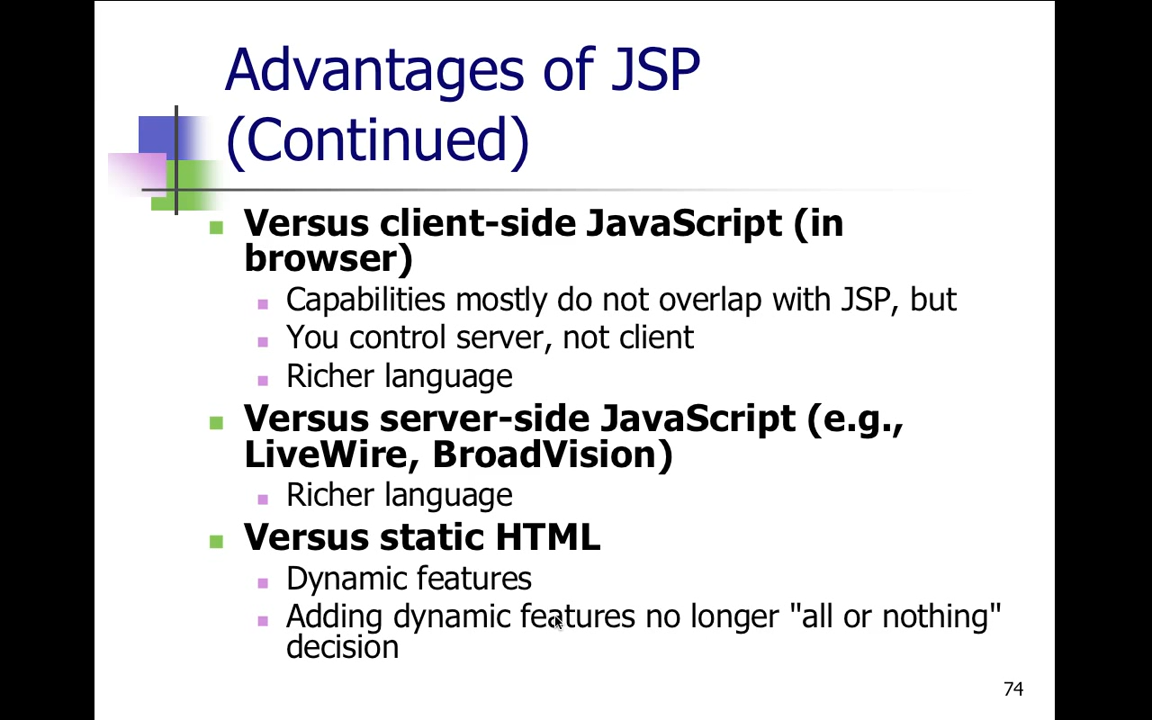 Advantages of JSP
(Continued)
Versus client-side JavaScript (in
browser)
Capabilities mostly do not overlap with JSP, but
You control server, not client
Richer language
Versus server-side JavaScript (e.g.,
LiveWire, BroadVision)
Richer language
Versus static HTML
Dynamic features
Adding dynamic features no longer "all or nothing"
decision
74